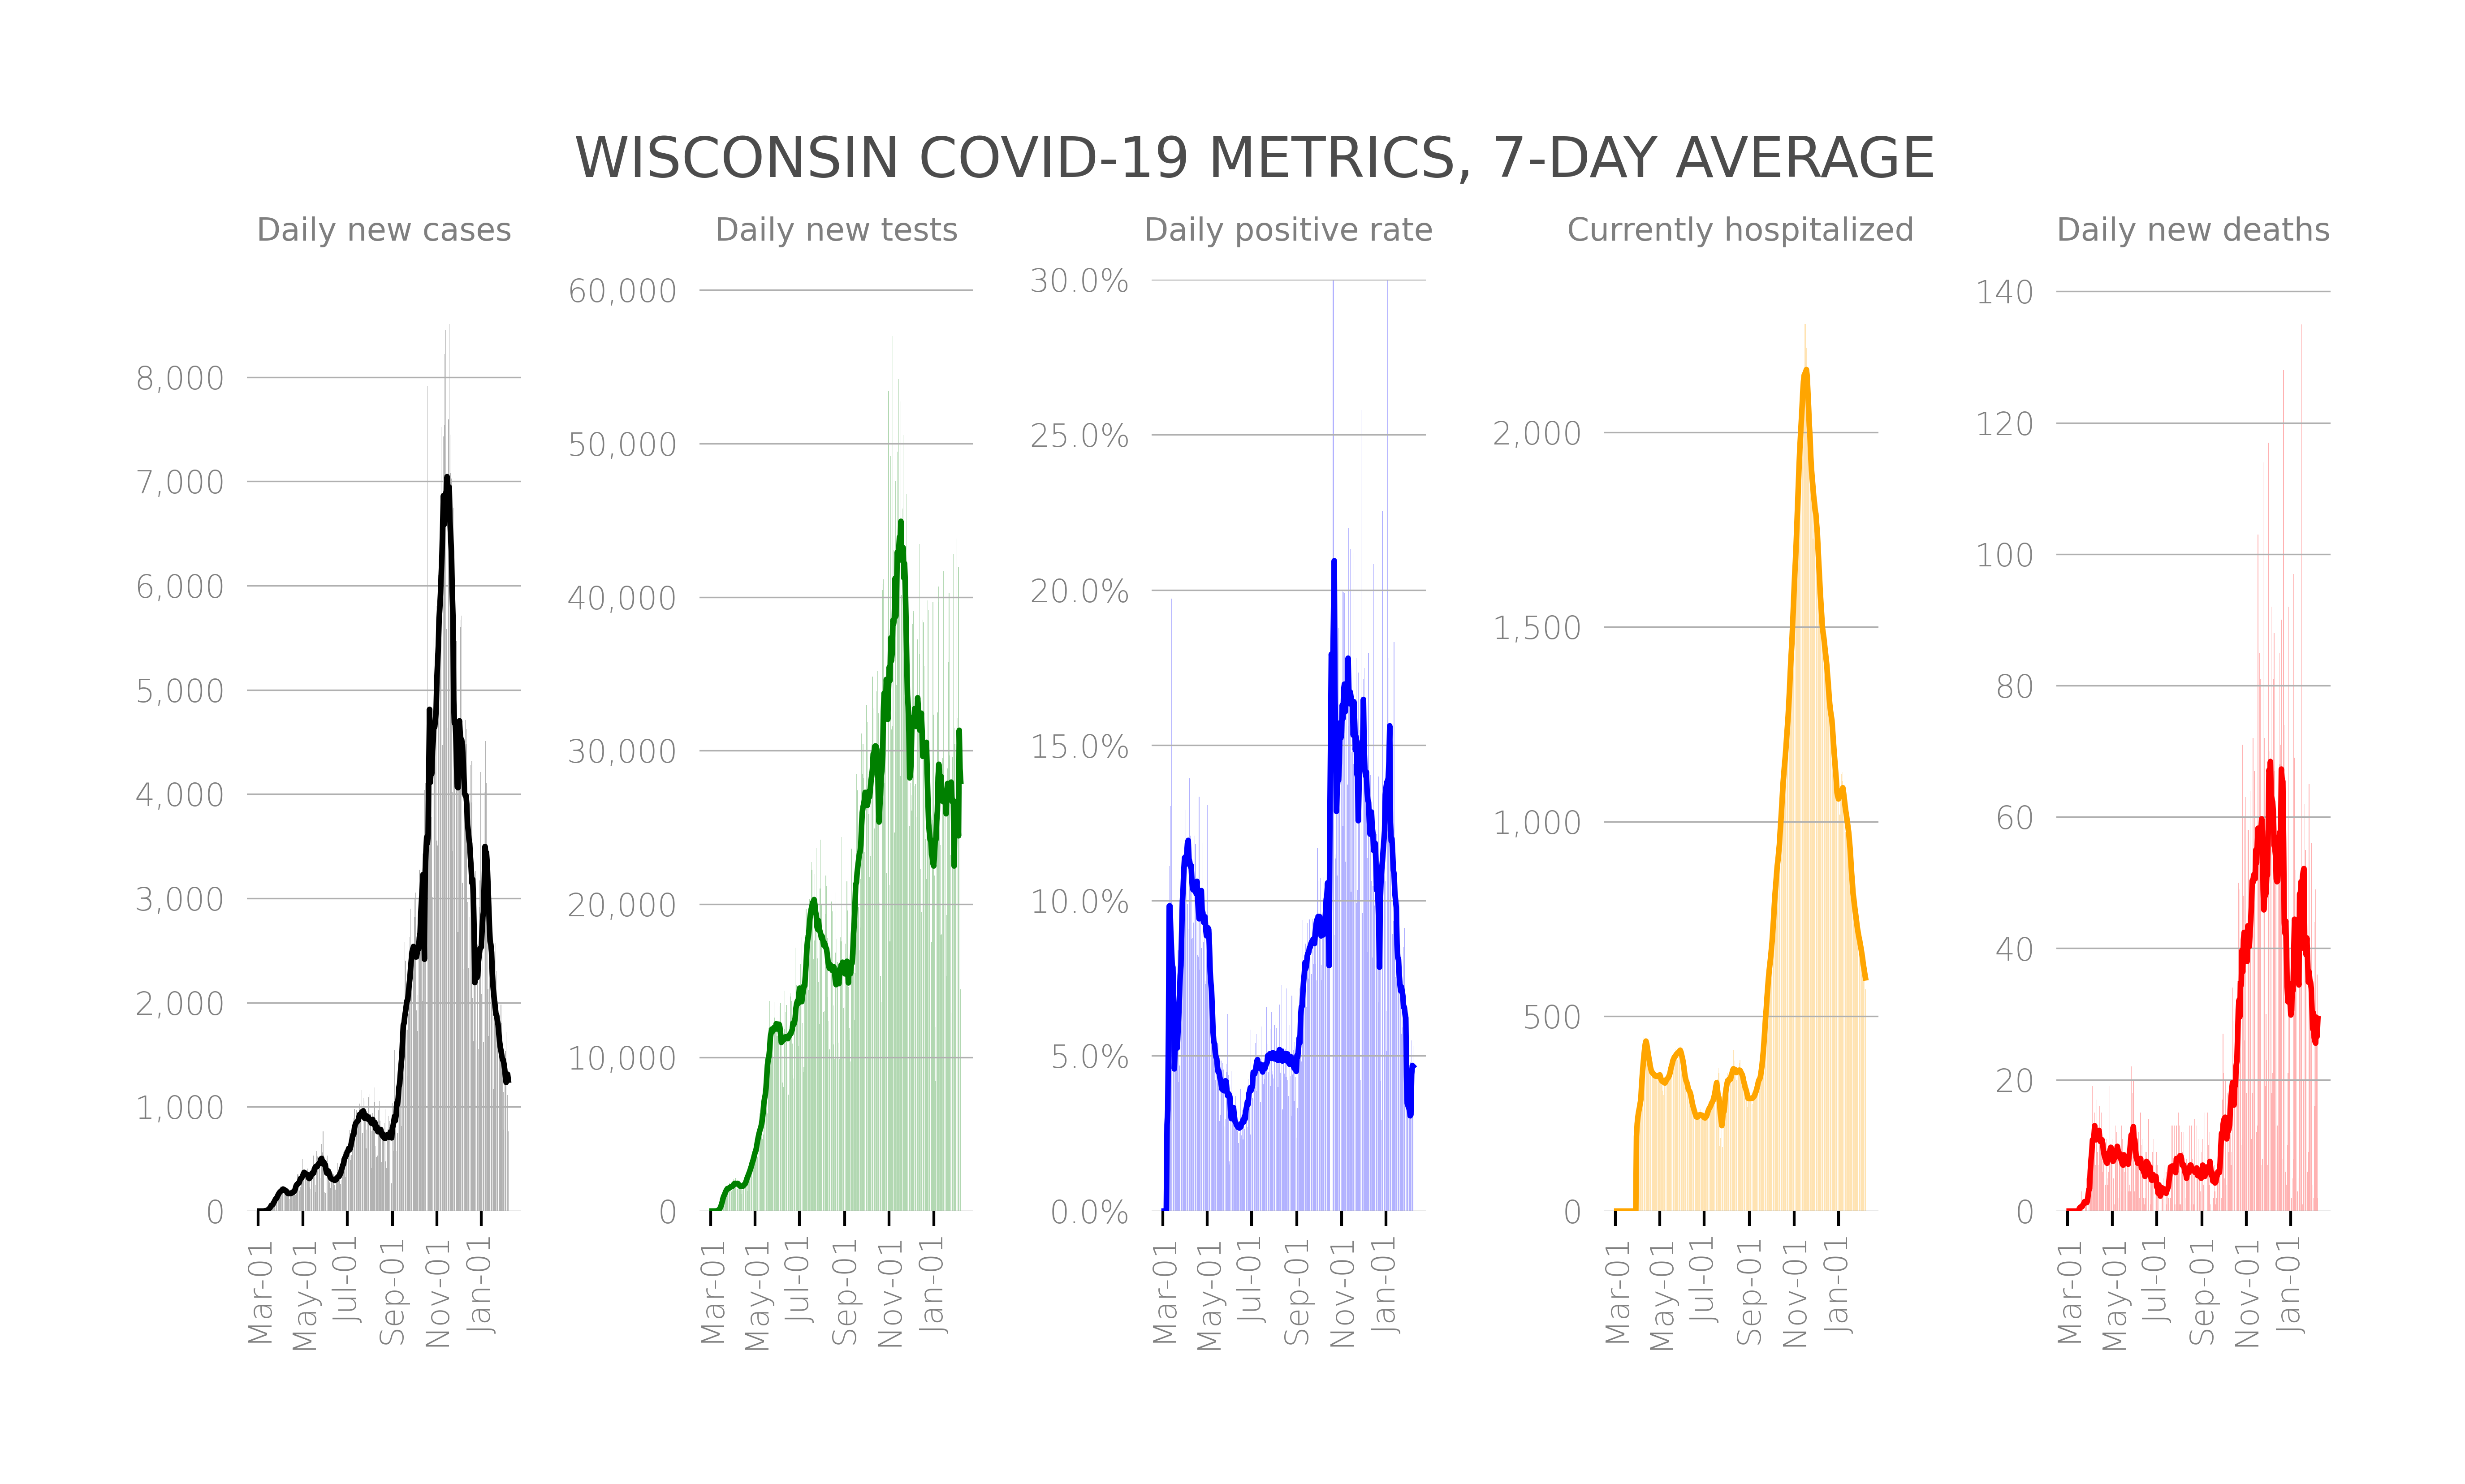 WISCONSIN COVID-19 METRICS, 7-DAY AVERAGE
Daily new cases
8,000
7,000
6,000
5,000
4,000
3,000
2,000
1,000
0
Mar-01
May-01
Jul-01
Sep-01
Nov-01
Jan-01
Daily new tests
60,000
50,000
40,000
30,000
20,000
10,000
0
Mar-01
May-01
Jul-01
Sep-01
Nov-01
Jan-01
Daily positive rate
30.0%
25.0%
20.0%
15.0%
10.0%
5.0%
0.0%
Mar-01
May-01
Jul-01
Sep-01
Nov-01
Jan-01
Currently hospitalized
2,000
1,500
1,000
500
0
Mar-01
May-01
Jul-01
Sep-01
Nov-01
Jan-01
Daily new deaths
140
120
100
80
60
40
20
0
Mar-01
May-01
Jul-01
Sep-01
Nov-01
Jan-01